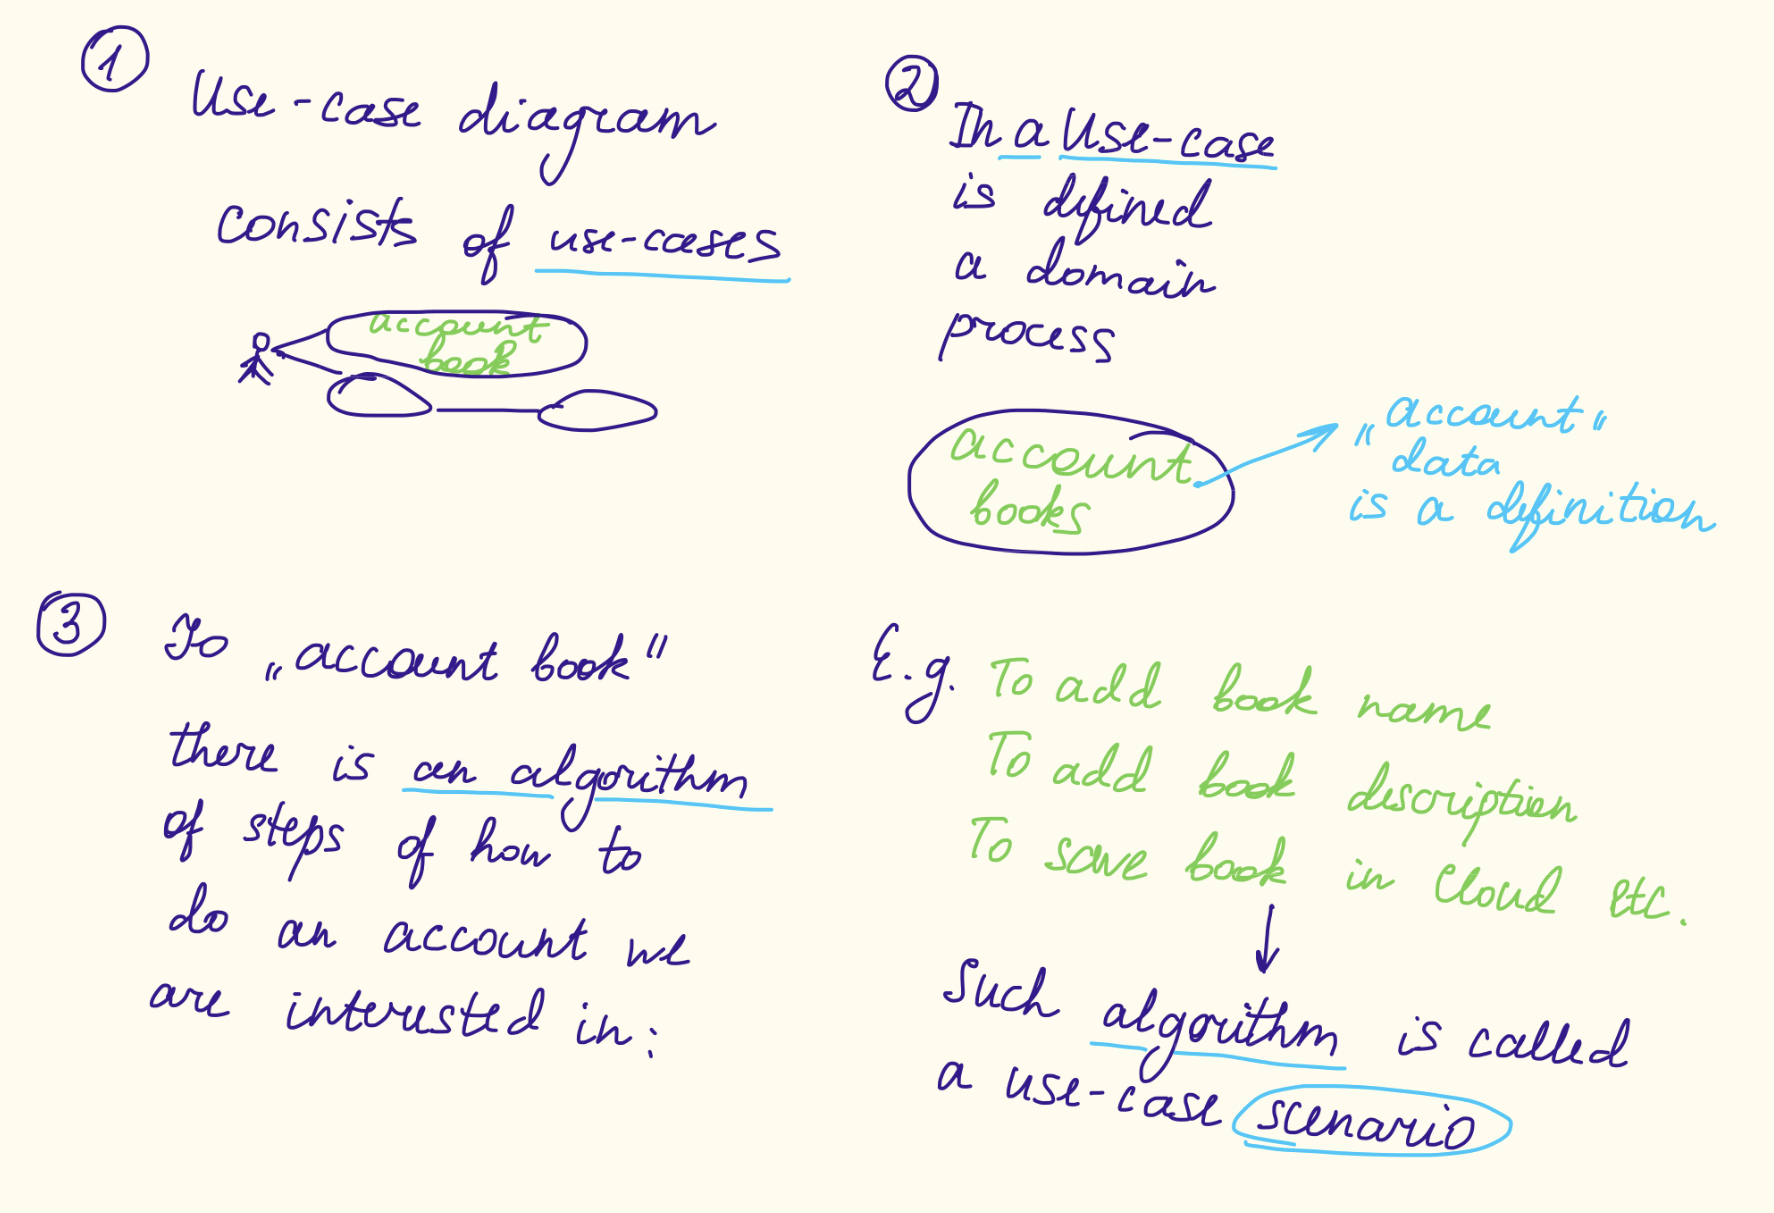 1
Use-case diagram
consists of use-cases
account
book
2
In a Use-case
is defined
a domain
process
account
books
„account“
data
is a definition
3
To „account book“
there is an algorithm
of steps of how to
do an account we
are interested in:
E.g. To add book name
To add book description
To save book in Cloud etc.
Such algorithm is called
a use-case scenario